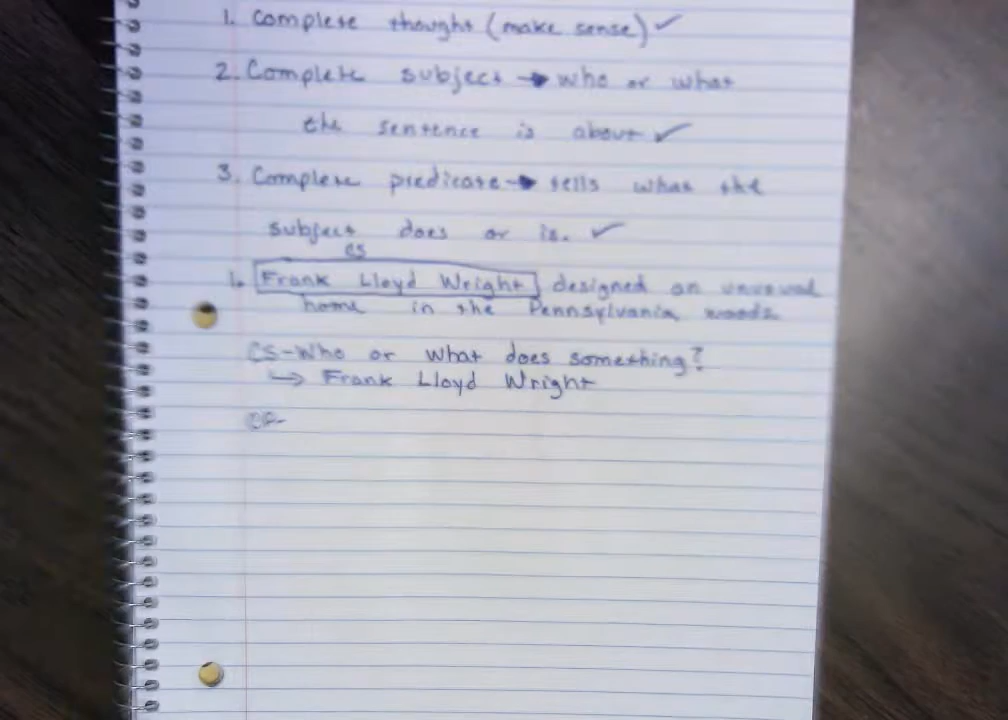 1. Complete thought (make sense) ✓
2. Complete subject → who or what
the sentence is about ✓
3. Complete predicate → tells what the
subject does or is. ✓
CS
1. Frank Lloyd Wright designed an unusual
home in the Pennsylvania woods.
CS-Who or what does something?
↳ Frank Lloyd Wright
CP-